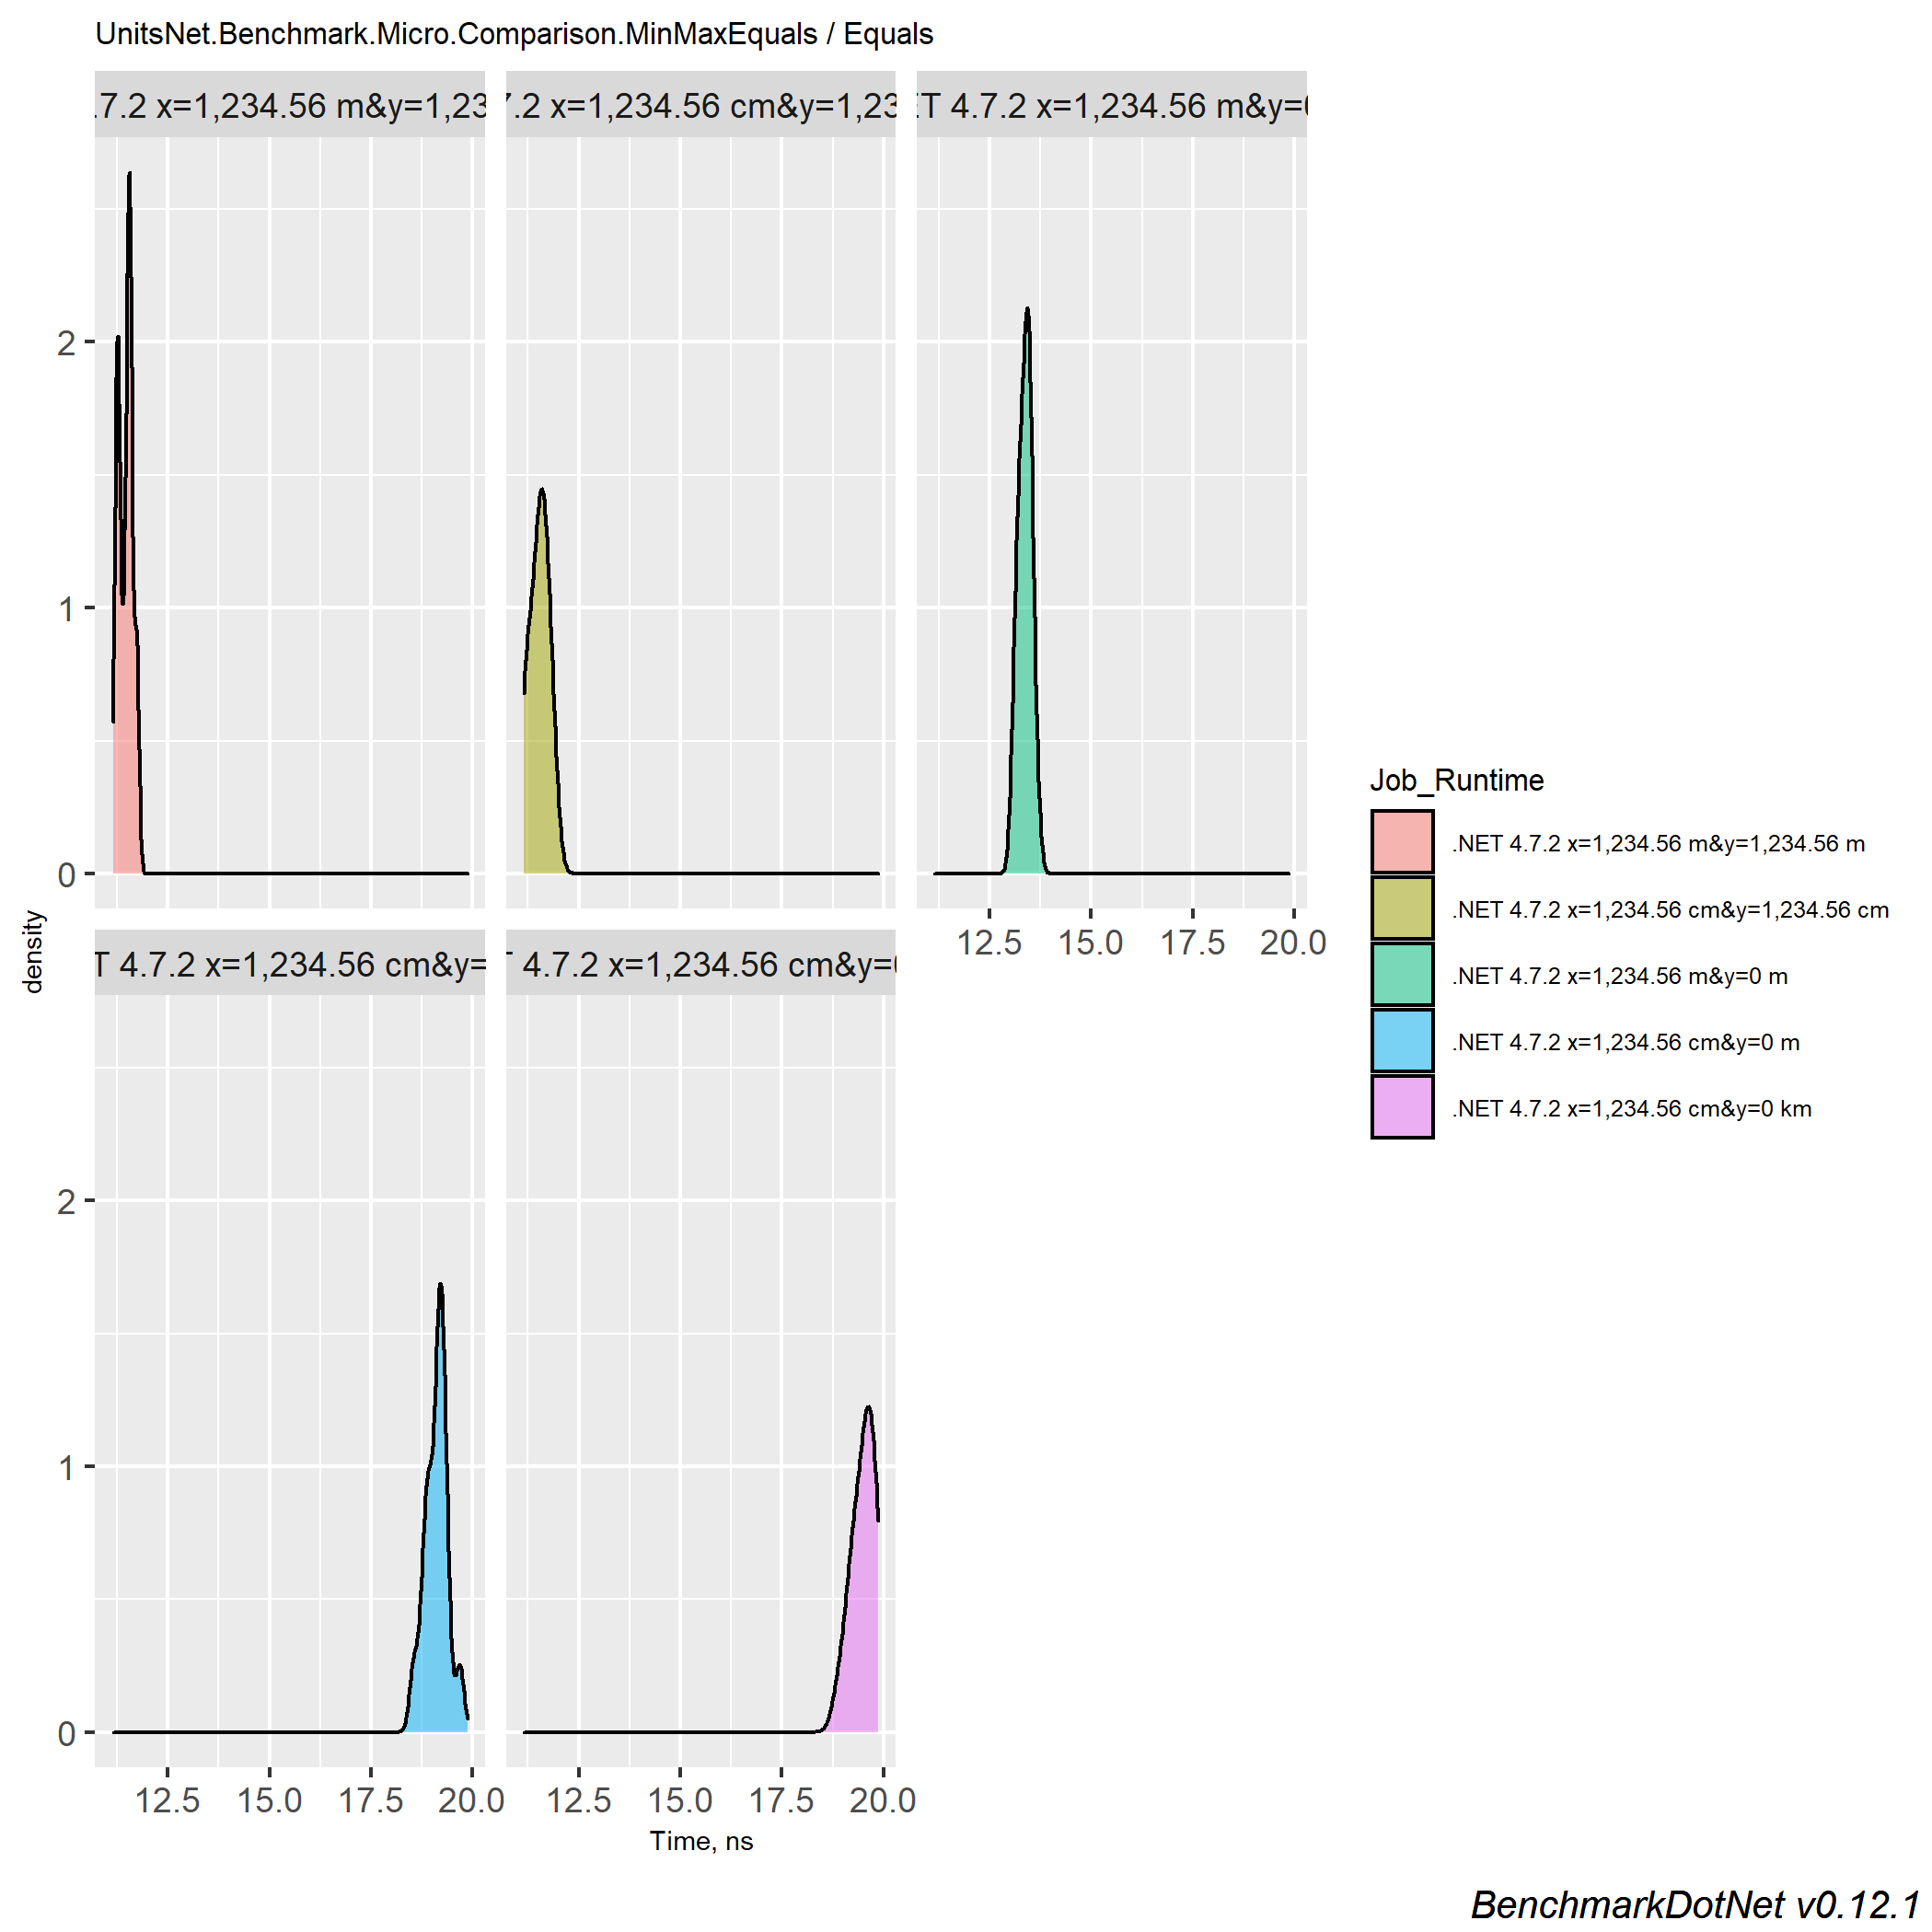 UnitsNet.Benchmark.Micro.Comparison.MinMaxEquals / Equals
.7.2 x=1,234.56 m&y=1,23
7.2 x=1,234.56 cm&y=1,23
ET 4.7.2 x=1,234.56 m&y=0
2
1
0
12.5 15.0 17.5 20.0
density
T 4.7.2 x=1,234.56 cm&y=
T 4.7.2 x=1,234.56 cm&y=0
2
1
0
12.5 15.0 17.5 20.0
12.5 15.0 17.5 20.0
Time, ns
Job_Runtime
.NET 4.7.2 x=1,234.56 m&y=1,234.56 m
.NET 4.7.2 x=1,234.56 cm&y=1,234.56 cm
.NET 4.7.2 x=1,234.56 m&y=0 m
.NET 4.7.2 x=1,234.56 cm&y=0 m
.NET 4.7.2 x=1,234.56 cm&y=0 km
BenchmarkDotNet v0.12.1